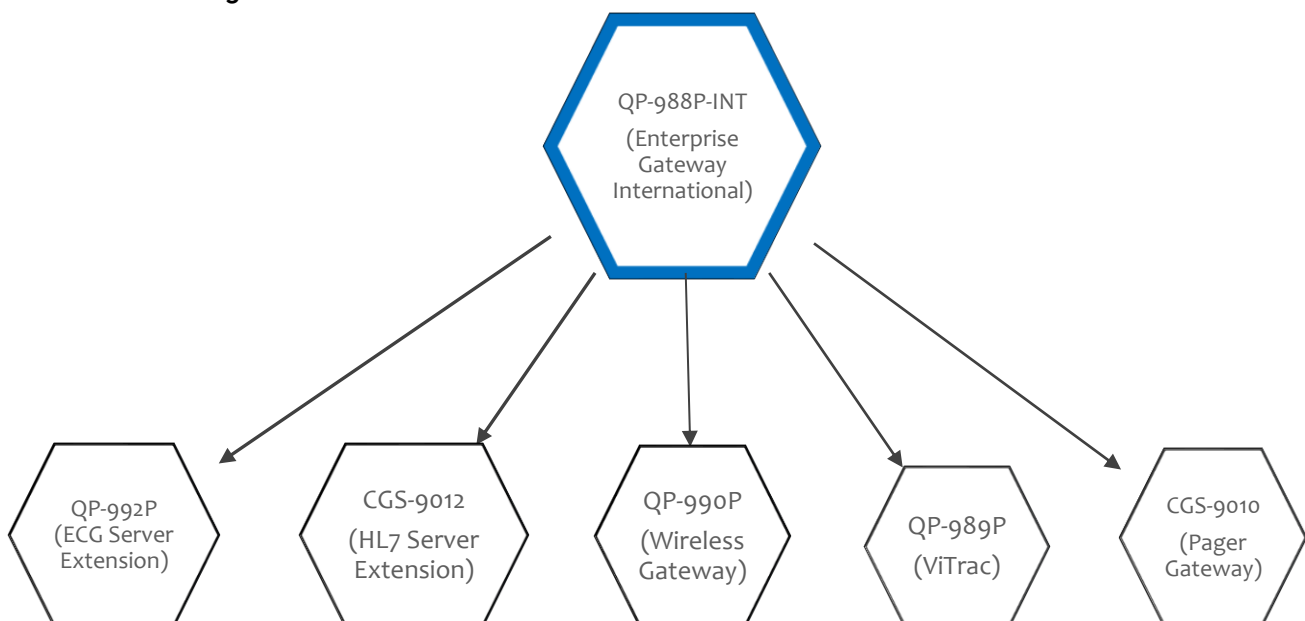 QP-988P-INT
(Enterprise
Gateway
International)
QP-992P
(ECG Server
Extension)
CGS-9012
(HL7 Server
Extension)
QP-990P
(Wireless
Gateway)
QP-989P
(ViTrac)
CGS-9010
(Pager
Gateway)